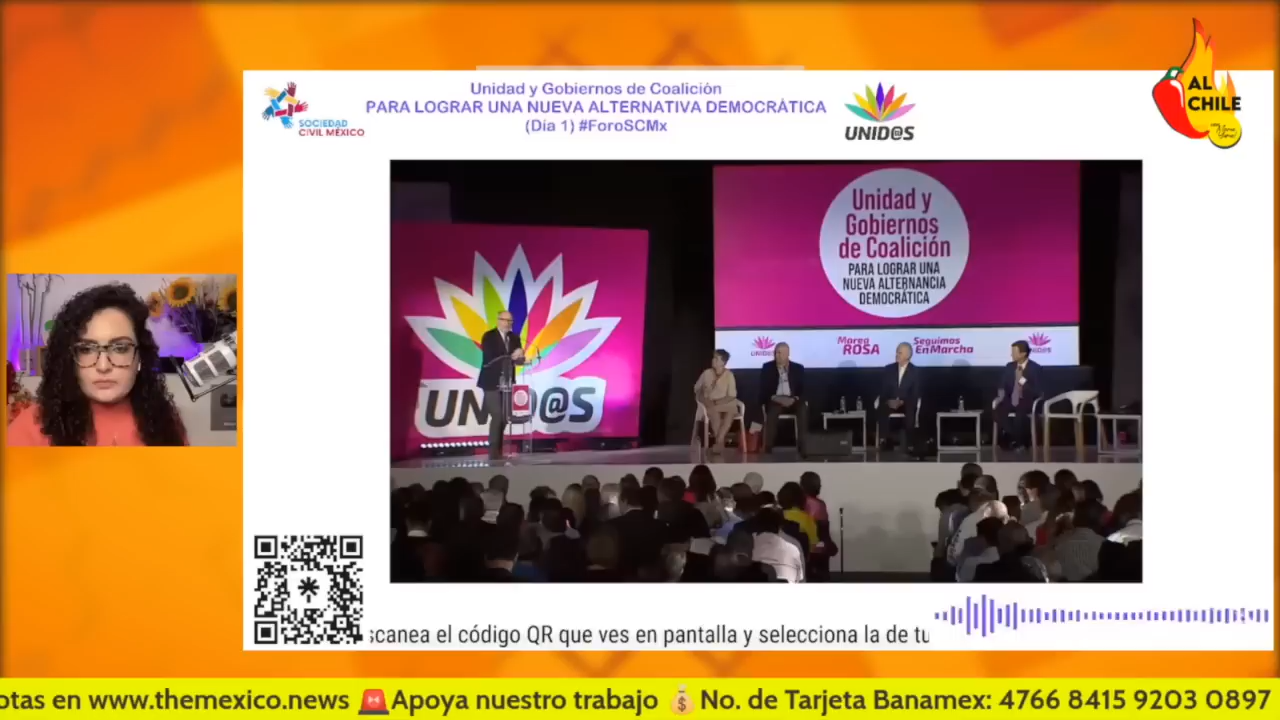 SOCIEDAD
CIVIL MÉXICO
Unidad y Gobiernos de Coalición
PARA LOGRAR UNA NUEVA ALTERNATIVA DEMOCRÁTICA
(Día 1) #ForoSCMx
UNID@S
AL
CHILE
Unidad y
Gobiernos
de Coalición
PARA LOGRAR UNA
NUEVA ALTERNANCIA
DEMOCRÁTICA
UNID@S
Marea
ROSA
Seguimos
EnMarcha
UNID@S
UNID@S
scanea el código QR que ves en pantalla y selecciona la de tu
otas en www.themexico.news 🚨Apoya nuestro trabajo 💰No. de Tarjeta Banamex: 4766 8415 9203 0897